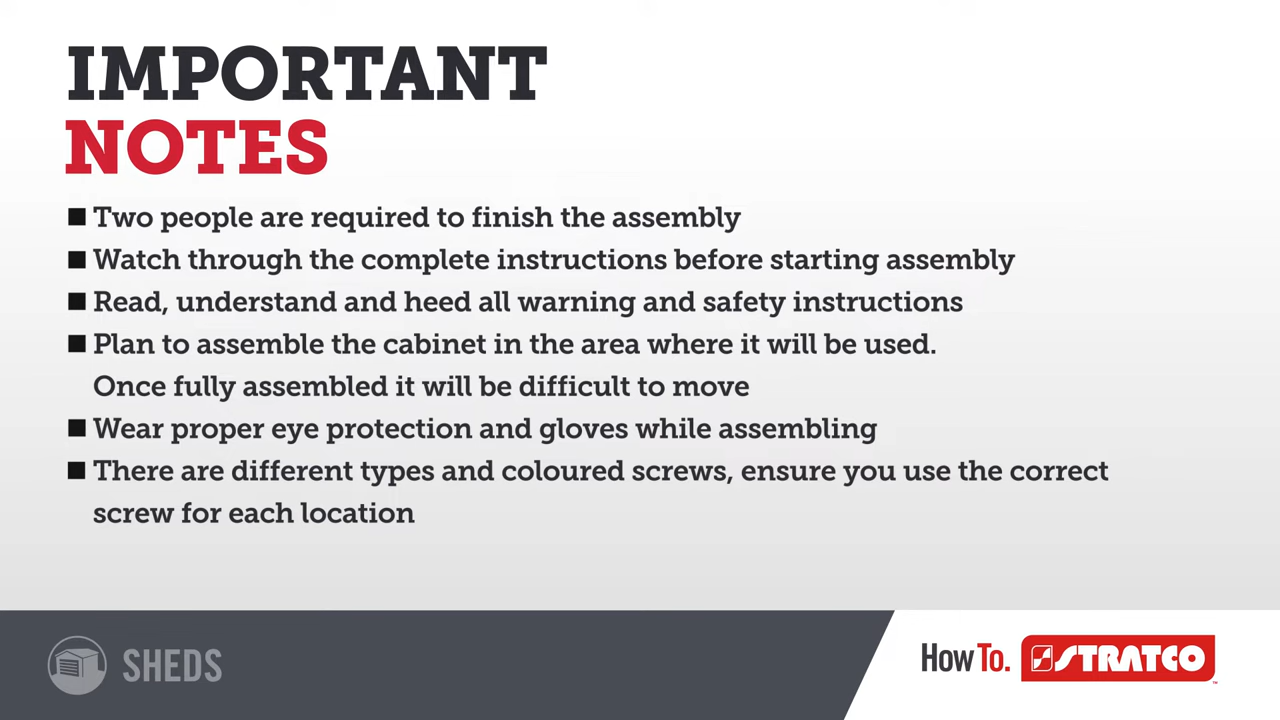 IMPORTANT
NOTES
Two people are required to finish the assembly
Watch through the complete instructions before starting assembly
Read, understand and heed all warning and safety instructions
Plan to assemble the cabinet in the area where it will be used.
Once fully assembled it will be difficult to move
Wear proper eye protection and gloves while assembling
There are different types and coloured screws, ensure you use the correct
screw for each location
SHEDS
How To. STRATCO